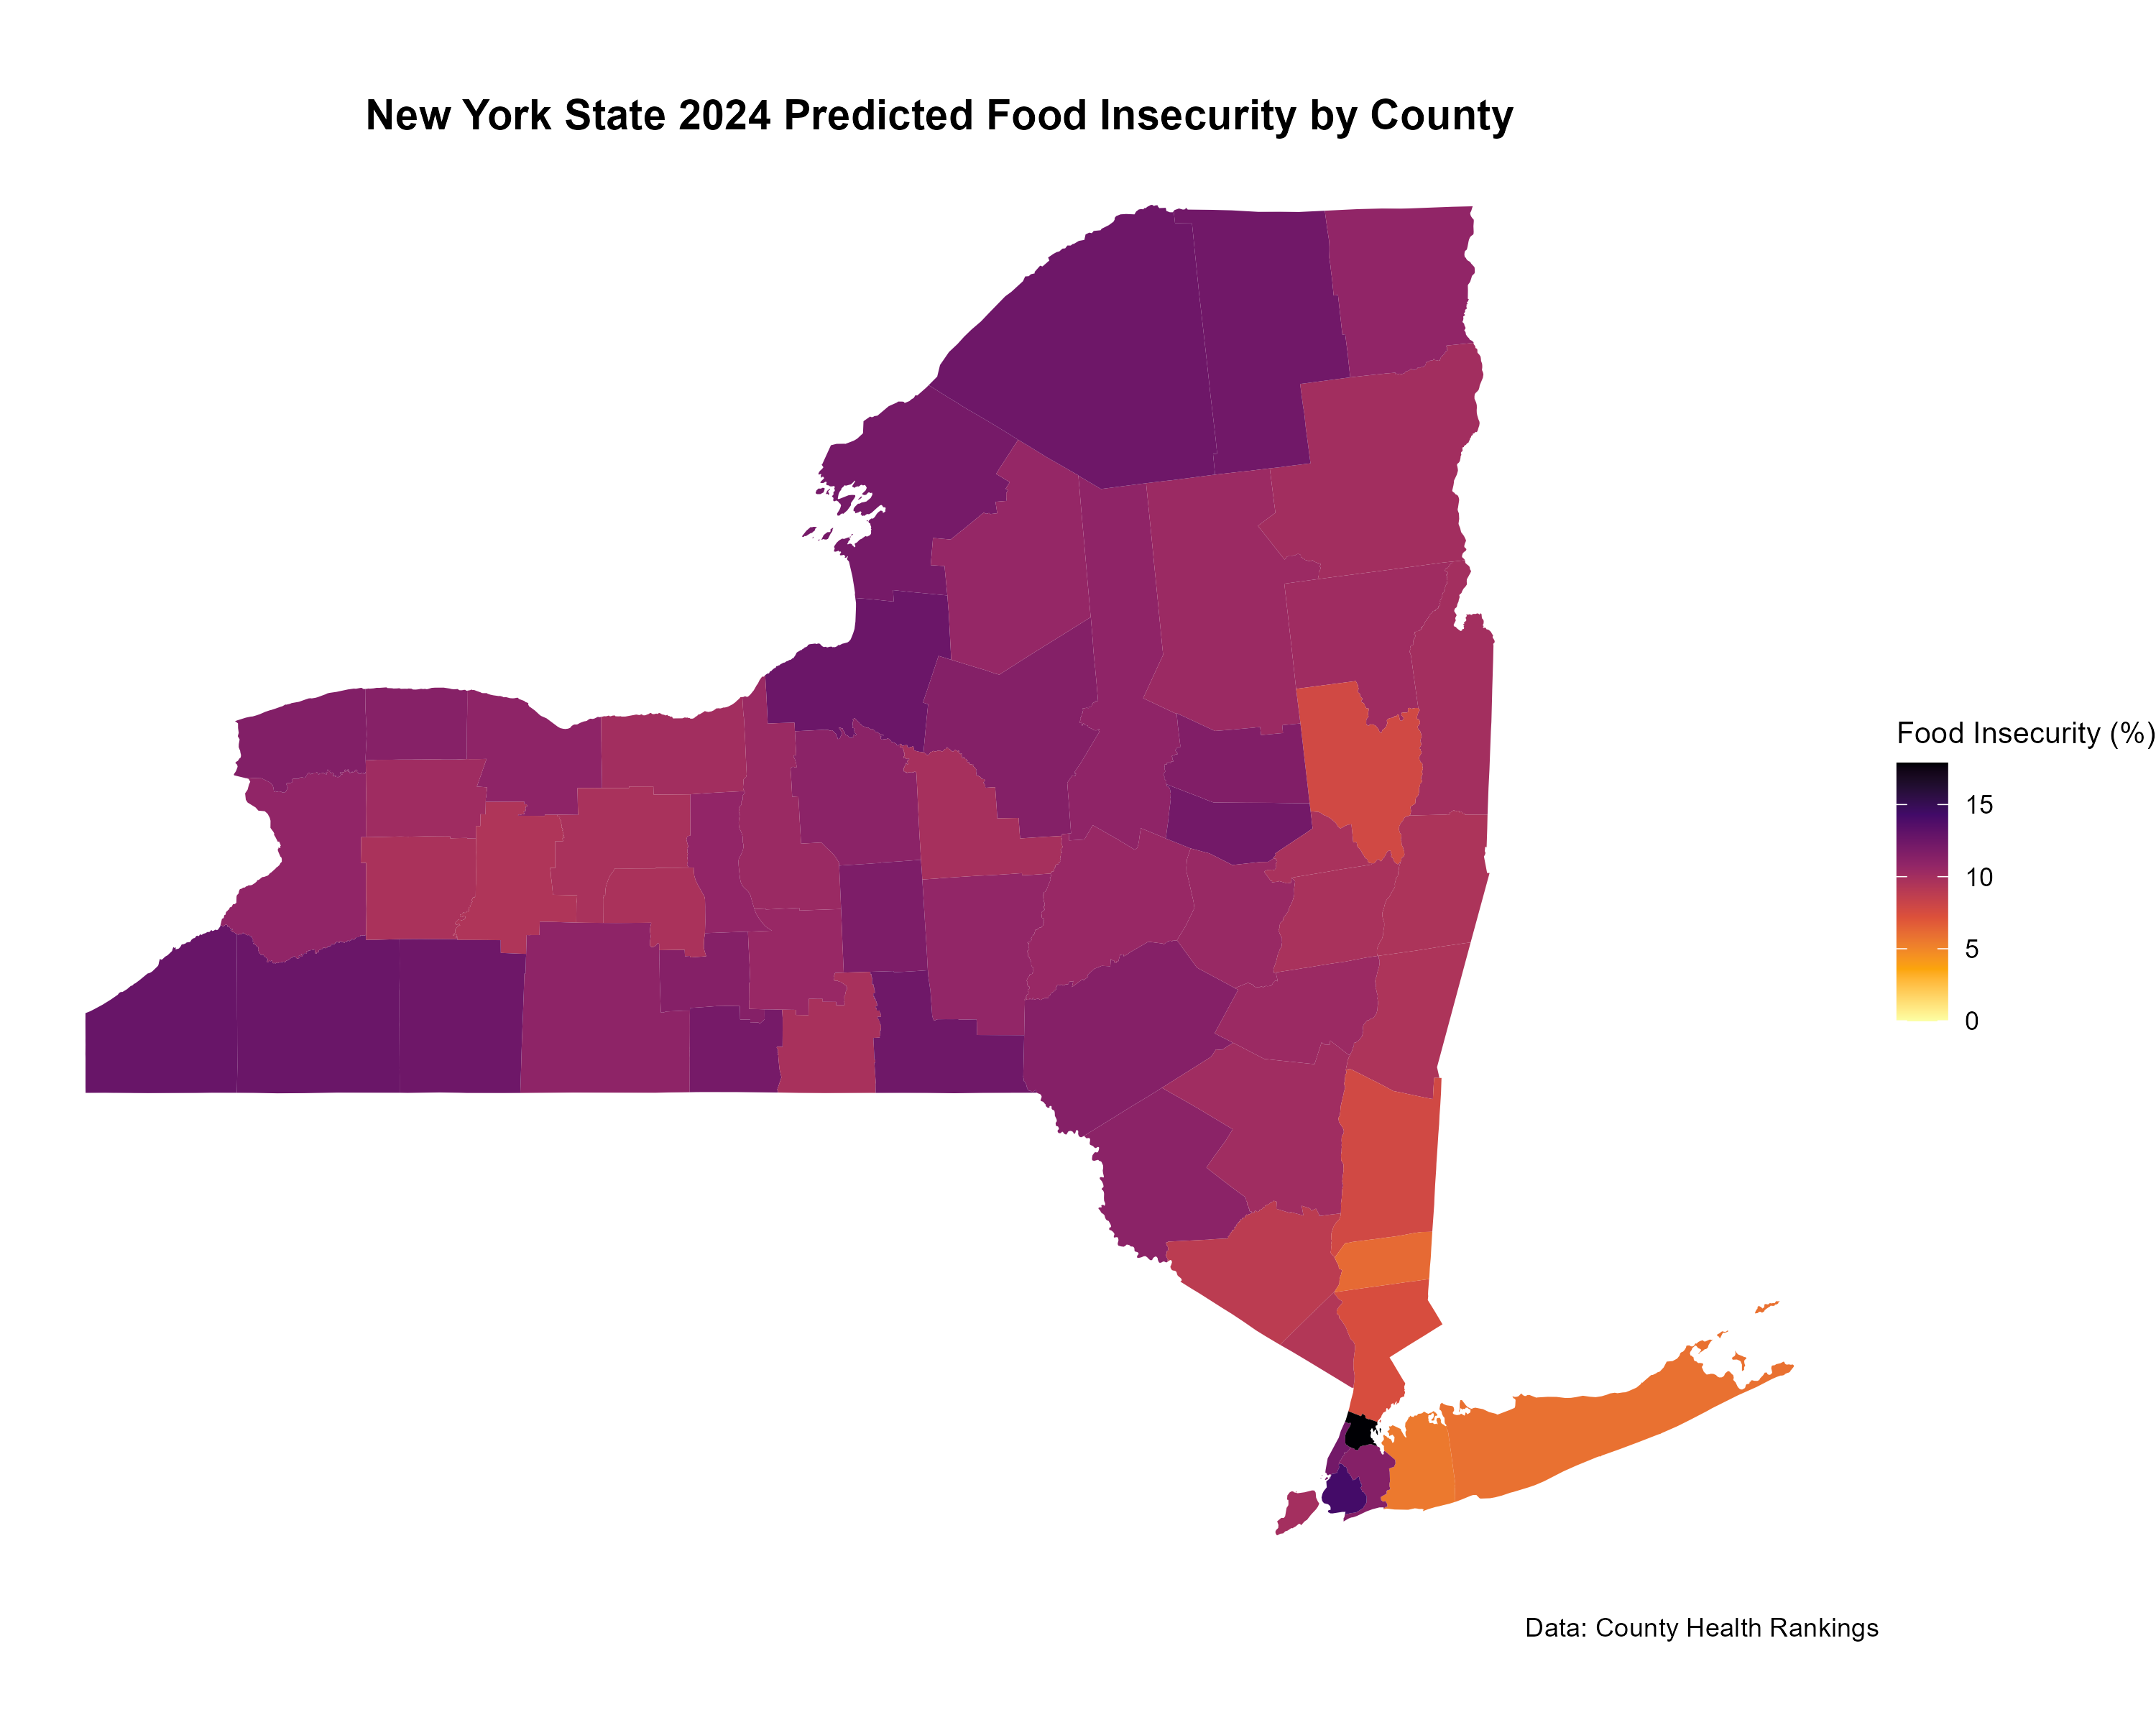 New York State 2024 Predicted Food Insecurity by County
Food Insecurity (%)
15
10
5
0
Data: County Health Rankings